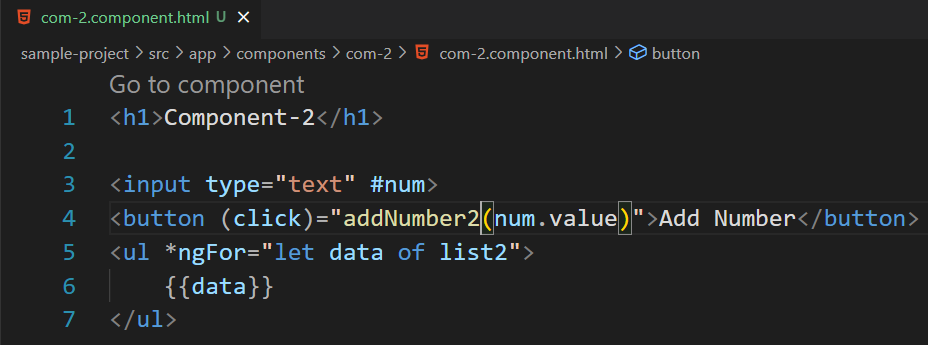 com-2.component.html U ×
sample-project > src > app > components > com-2 > com-2.component.html > button
Go to component
1 <h1>Component-2</h1>
2
3 <input type="text" #num>
4 <button (click)="addNumber2(num.value)">Add Number</button>
5 <ul *ngFor="let data of list2">
6     {{data}}
7 </ul>